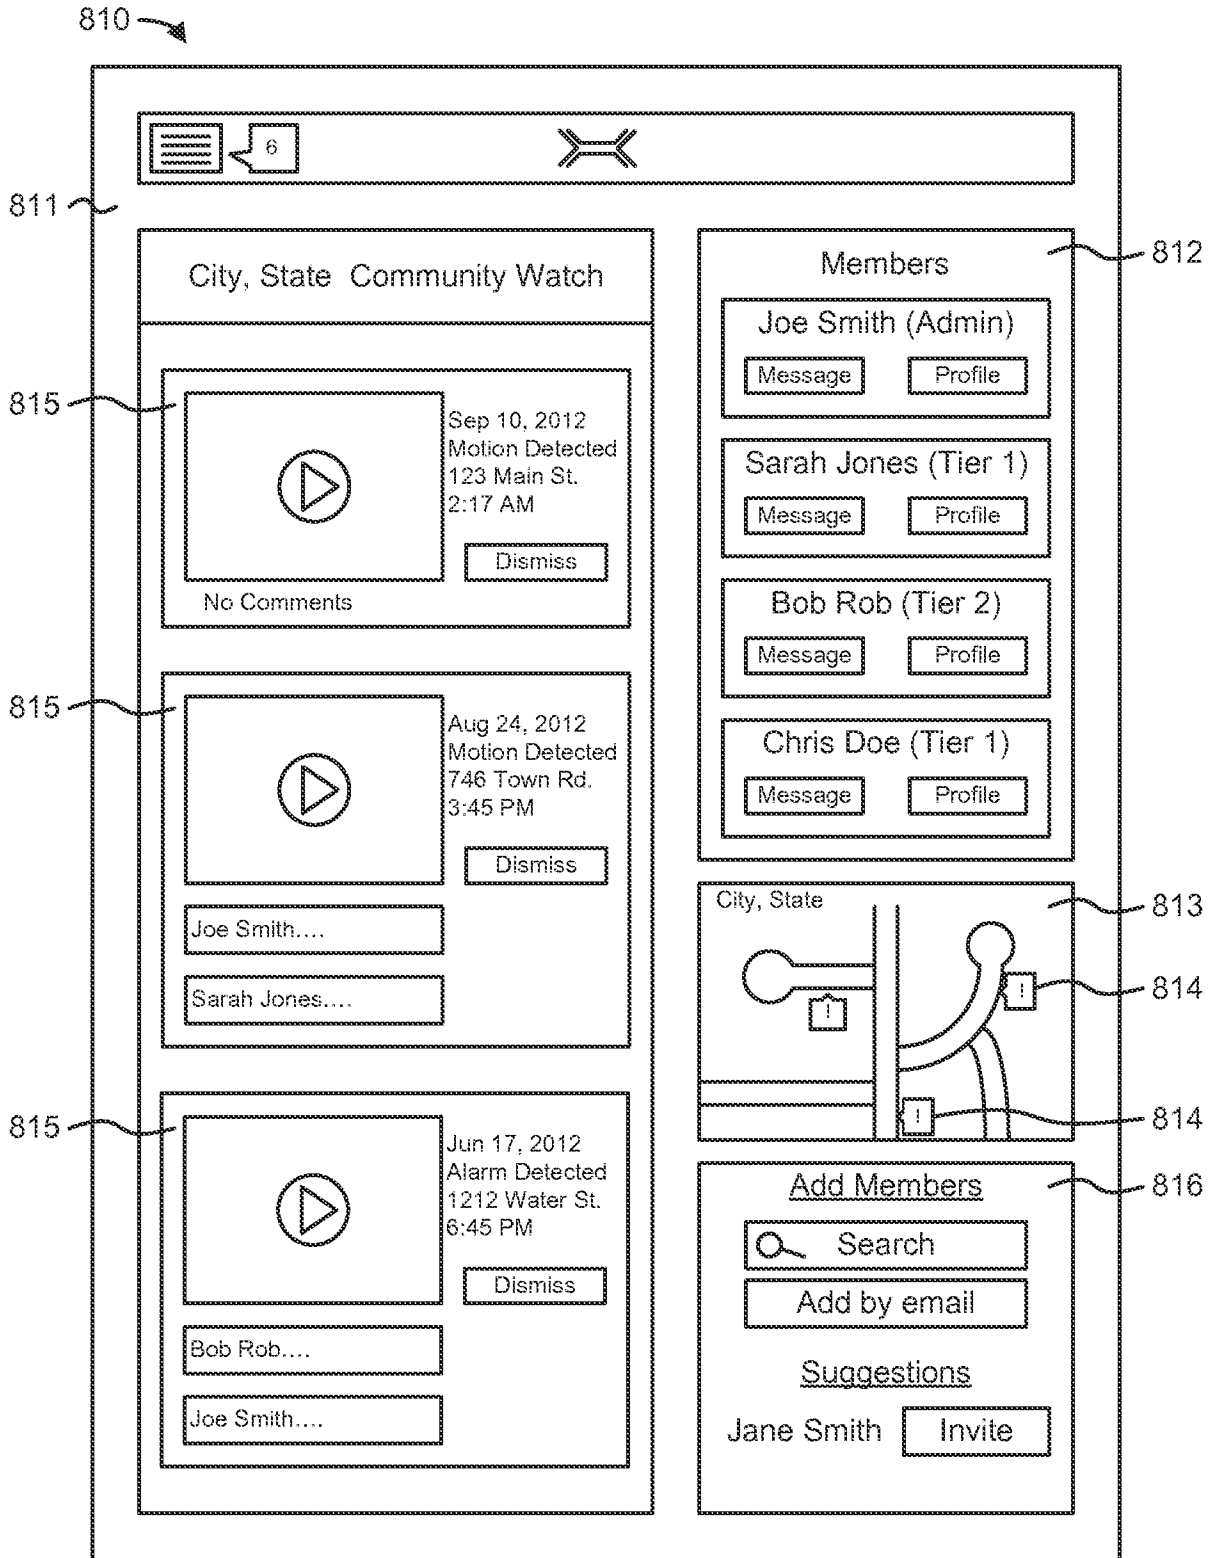 810
6
811
City, State Community Watch
815
Sep 10, 2012
Motion Detected
123 Main St.
2:17 AM
Dismiss
No Comments
815
Aug 24, 2012
Motion Detected
746 Town Rd.
3:45 PM
Dismiss
Joe Smith....
Sarah Jones....
815
Jun 17, 2012
Alarm Detected
1212 Water St.
6:45 PM
Dismiss
Bob Rob....
Joe Smith....
Members
812
Joe Smith (Admin)
Message Profile
Sarah Jones (Tier 1)
Message Profile
Bob Rob (Tier 2)
Message Profile
Chris Doe (Tier 1)
Message Profile
City, State
813
!
814
!
!
814
Add Members
816
Search
Add by email
Suggestions
Jane Smith Invite